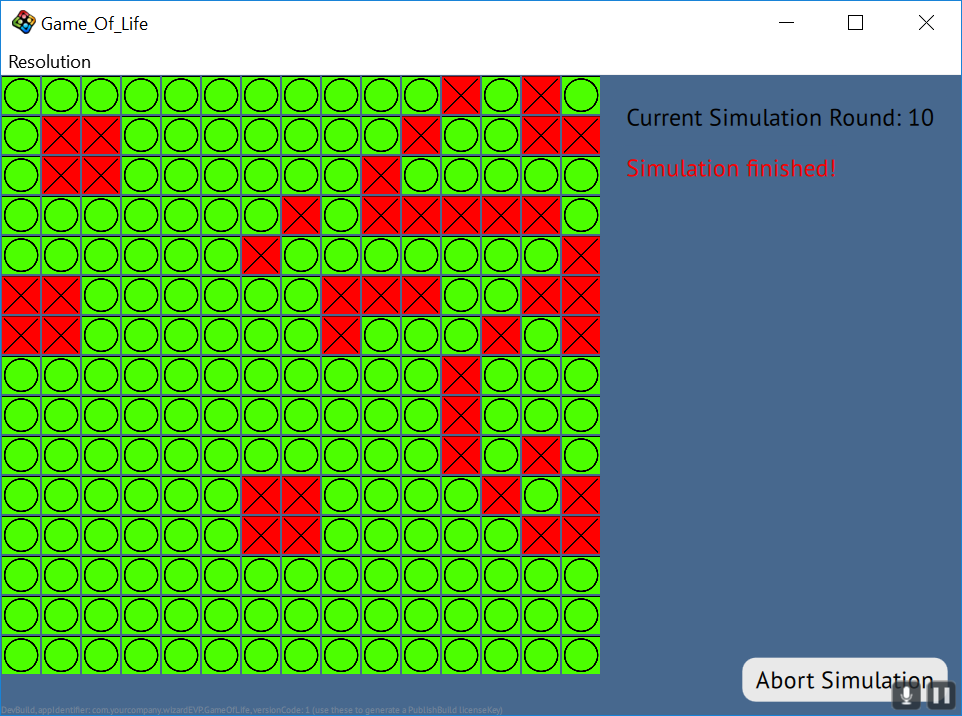 Game_Of_Life
Resolution
Current Simulation Round: 10
Simulation finished!
Abort Simulation
DevBuild, appIdentifier: com.yourcompany.wizardEVP.GameOfLife, versionCode: 1 (use these to generate a PublishBuild licenseKey)